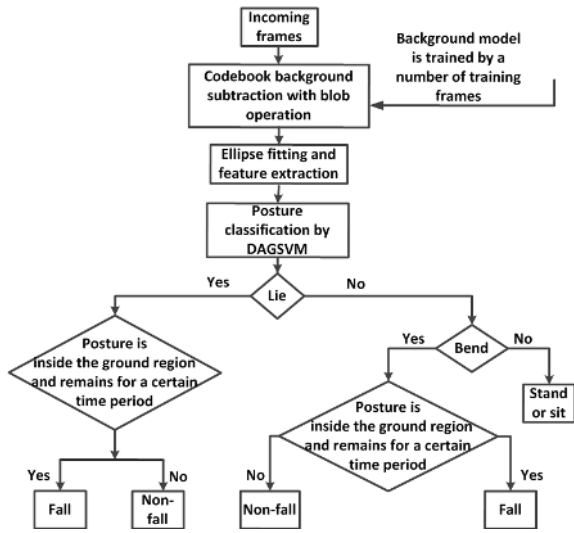 Incoming
frames
Background model
is trained by a
number of training
frames
Codebook background
subtraction with blob
operation
Ellipse fitting and
feature extraction
Posture
classification by
DAGSVM
Yes
No
Lie
Posture is
inside the ground region
and remains for a certain
time period
Yes
No
Bend
Stand
or sit
Posture is
inside the ground region
and remains for a certain
time period
Yes
No
Fall
Non-
fall
No
Yes
Non-fall
Fall